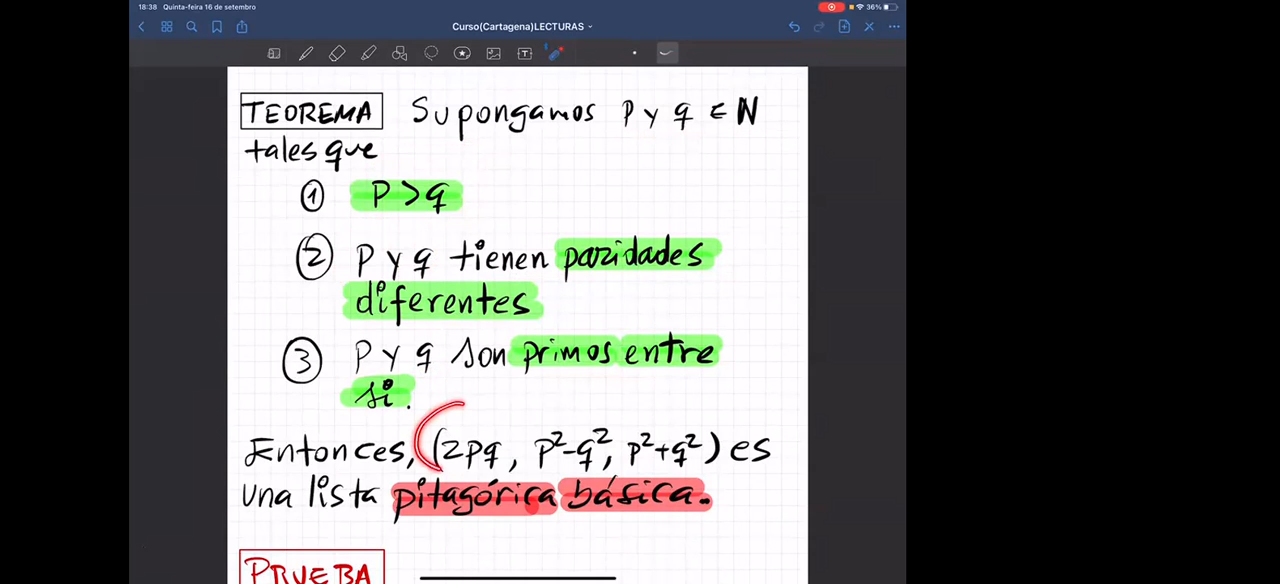 18:38 Quinta-feira 16 de setembro
36%
Curso(Cartagena)LECTURAS
TEOREMA Supongamos P y q ∈ N
tales que
① P > q
② P y q tienen paridades
diferentes
③ P y q son primos entre
si.
Entonces, (2pq, p²-q², p²+q²) es
una lista pitagórica básica.
PRUEBA